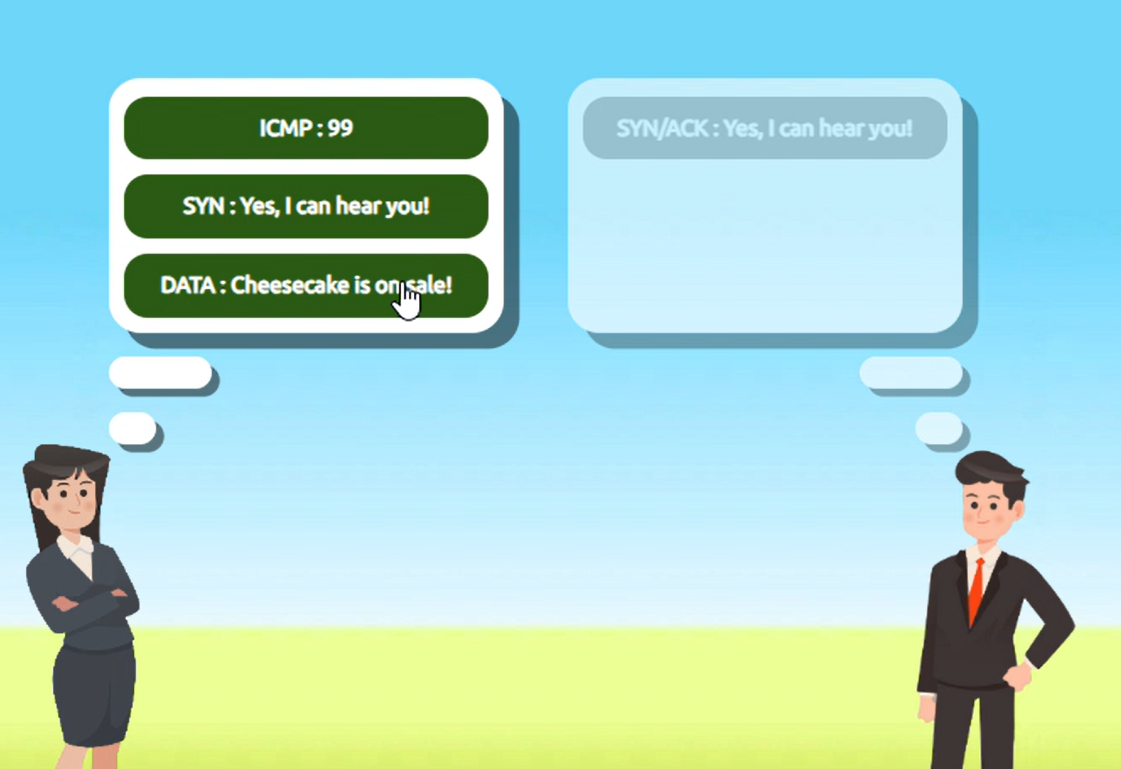 ICMP : 99
SYN : Yes, I can hear you!
DATA : Cheesecake is on sale!
SYN/ACK : Yes, I can hear you!